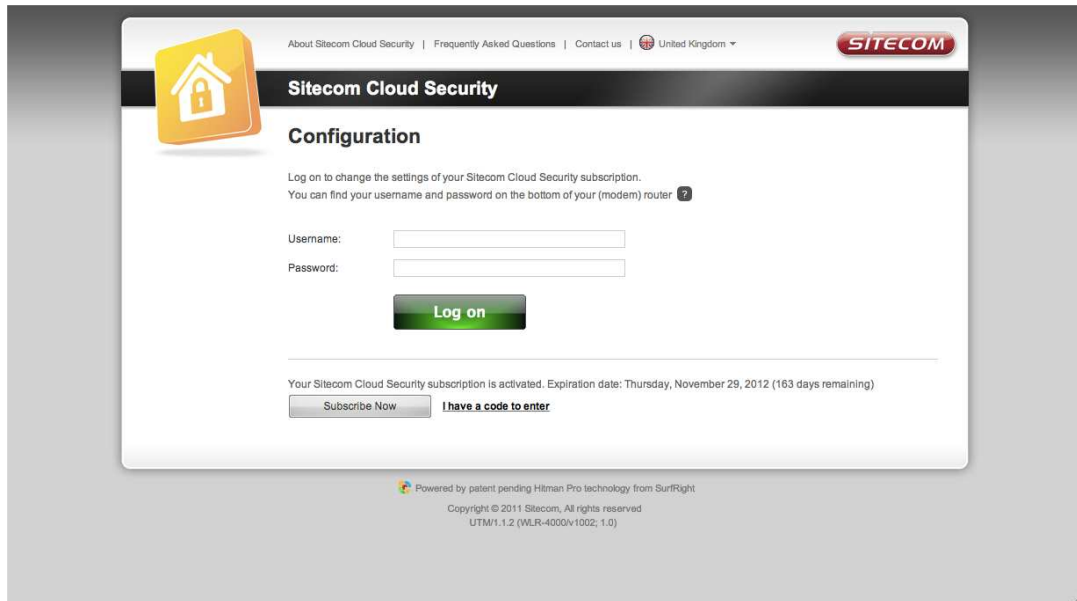 About Sitecom Cloud Security | Frequently Asked Questions | Contact us | United Kingdom
SITECOM
Sitecom Cloud Security
Configuration
Log on to change the settings of your Sitecom Cloud Security subscription.
You can find your username and password on the bottom of your (modem) router ?
Username:
Password:
Log on
Your Sitecom Cloud Security subscription is activated. Expiration date: Thursday, November 29, 2012 (163 days remaining)
Subscribe Now I have a code to enter
Powered by patent pending Hitman Pro technology from SurfRight
Copyright © 2011 Sitecom, All rights reserved
UTM/1.1.2 (WLR-4000/v1002; 1.0)